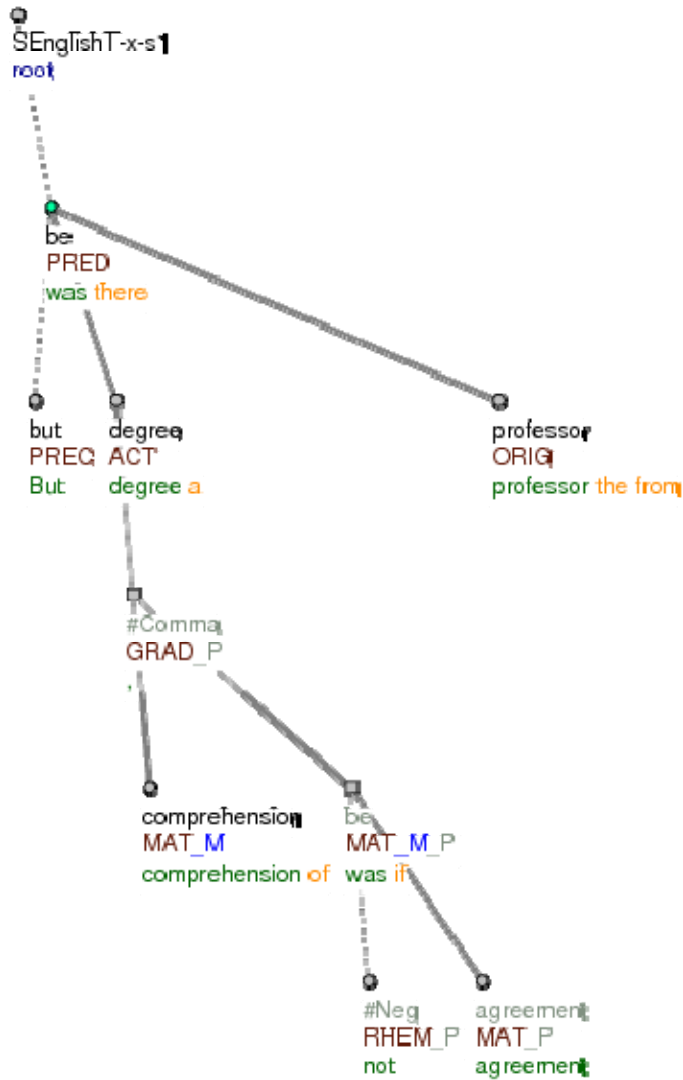 SEnglishT-x-s1
root
be
PRED
was there
but degree
PREC ACT
But degree a
professor
ORIG
professor the from
#Comma
GRAD_P
,
comprehension be
MAT_M MAT_M_P
comprehension of was if
#Neg agreement
RHEM_P MAT_P
not agreement